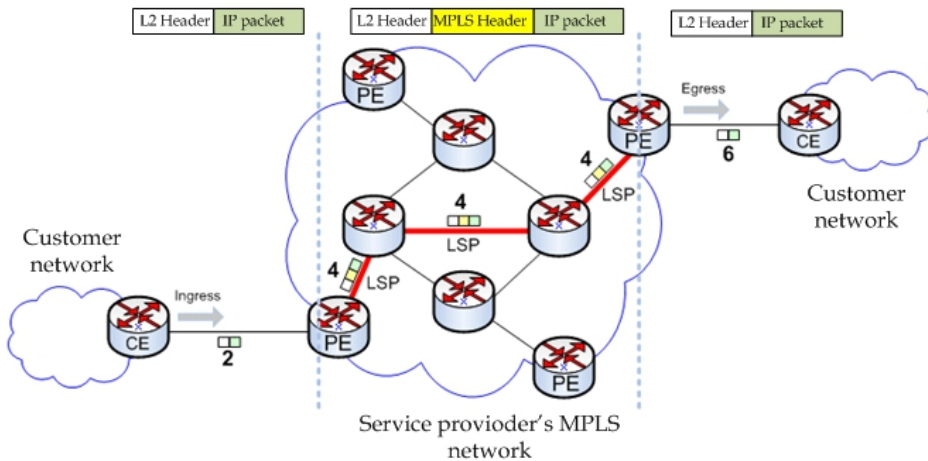 L2 Header IP packet
L2 Header MPLS Header IP packet
L2 Header IP packet
PE
Egress
PE
CE
6
4
LSP
Customer
network
4
LSP
4
LSP
Customer
network
Ingress
CE
2
PE
PE
Service provioder's MPLS
network